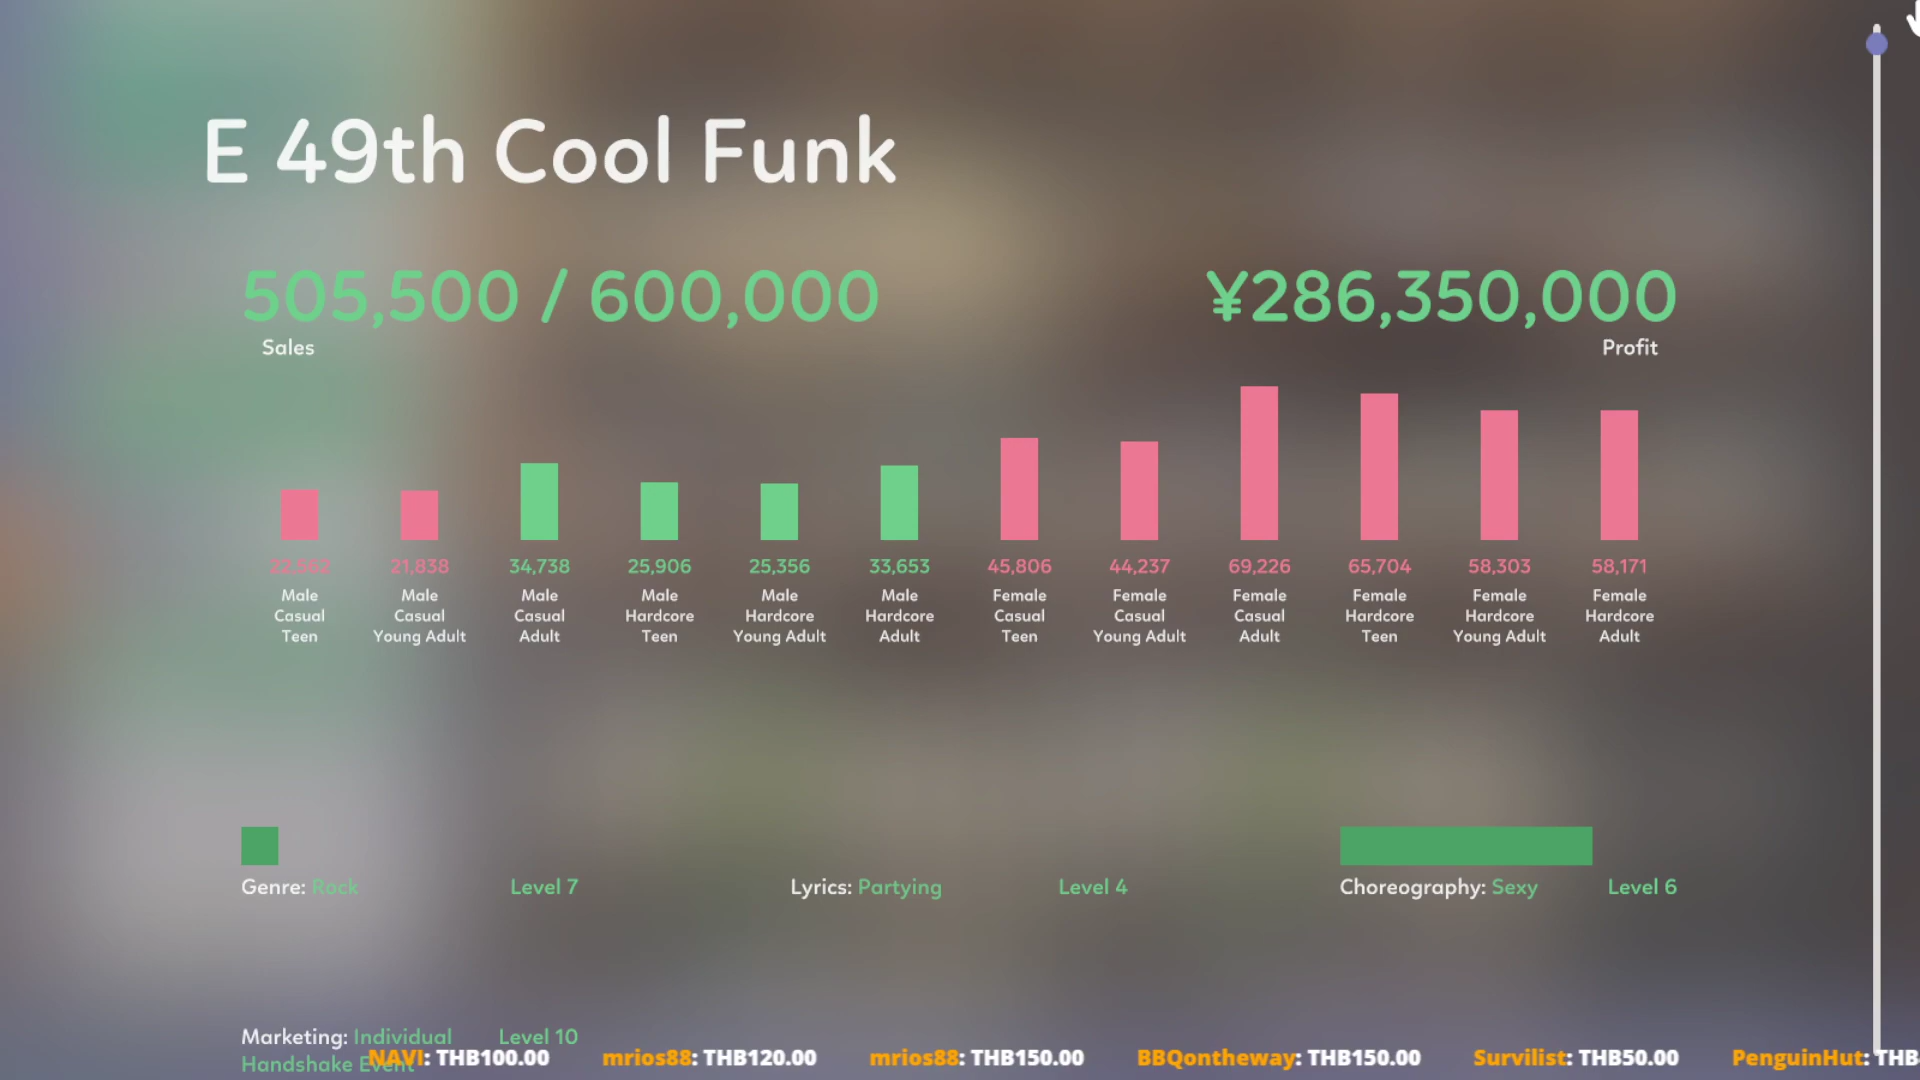 E 49th Cool Funk
505,500 / 600,000
¥286,350,000
Sales
Profit
22,562
21,838
34,738
25,906
25,356
33,653
45,806
44,237
69,226
65,704
58,303
58,171
Male
Casual
Teen
Male
Casual
Young Adult
Male
Casual
Adult
Male
Hardcore
Teen
Male
Hardcore
Young Adult
Male
Hardcore
Adult
Female
Casual
Teen
Female
Casual
Young Adult
Female
Casual
Adult
Female
Hardcore
Teen
Female
Hardcore
Young Adult
Female
Hardcore
Adult
Genre: Rock Level 7
Lyrics: Partying Level 4
Choreography: Sexy Level 6
Marketing: Individual Level 10
Handshake Event
NAVI: THB100.00 mrios88: THB120.00 mrios88: THB150.00 BBQontheway: THB150.00 Survilist: THB50.00 PenguinHut: THB